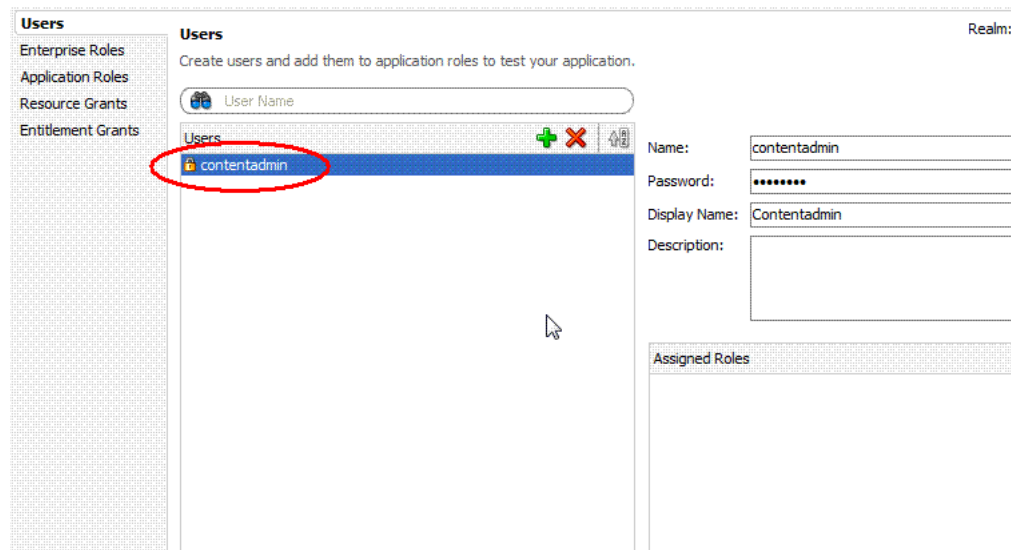 Users
Enterprise Roles
Application Roles
Resource Grants
Entitlement Grants
Users
Realm:
Create users and add them to application roles to test your application.
User Name
Users
contentadmin
Name:
contentadmin
Password:
••••••••
Display Name:
Contentadmin
Description:
Assigned Roles